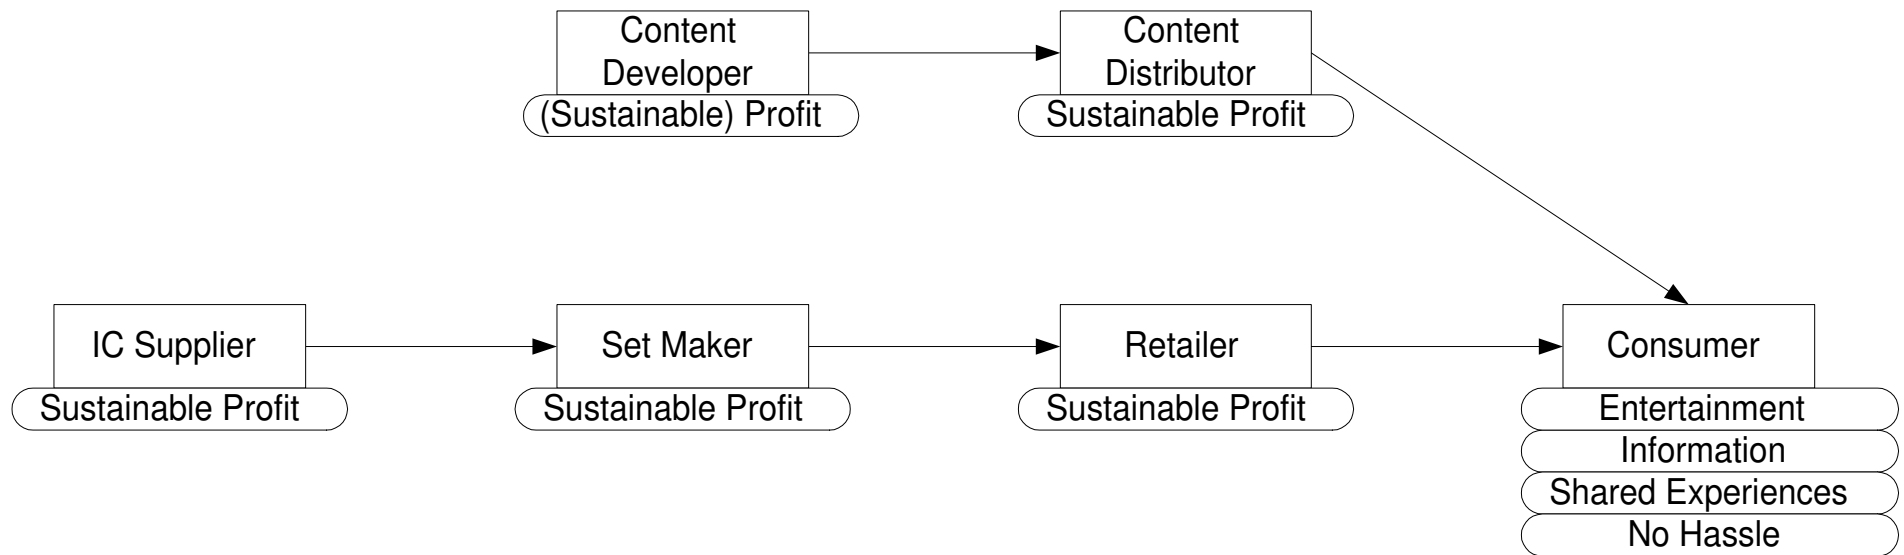 Content
Developer
(Sustainable) Profit
Content
Distributor
Sustainable Profit
IC Supplier
Sustainable Profit
Set Maker
Sustainable Profit
Retailer
Sustainable Profit
Consumer
Entertainment
Information
Shared Experiences
No Hassle